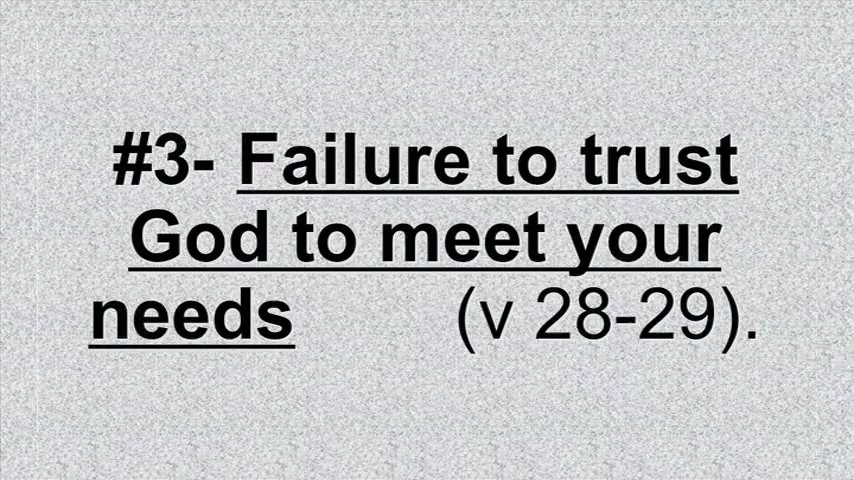 #3- Failure to trust
God to meet your
needs (v 28-29).